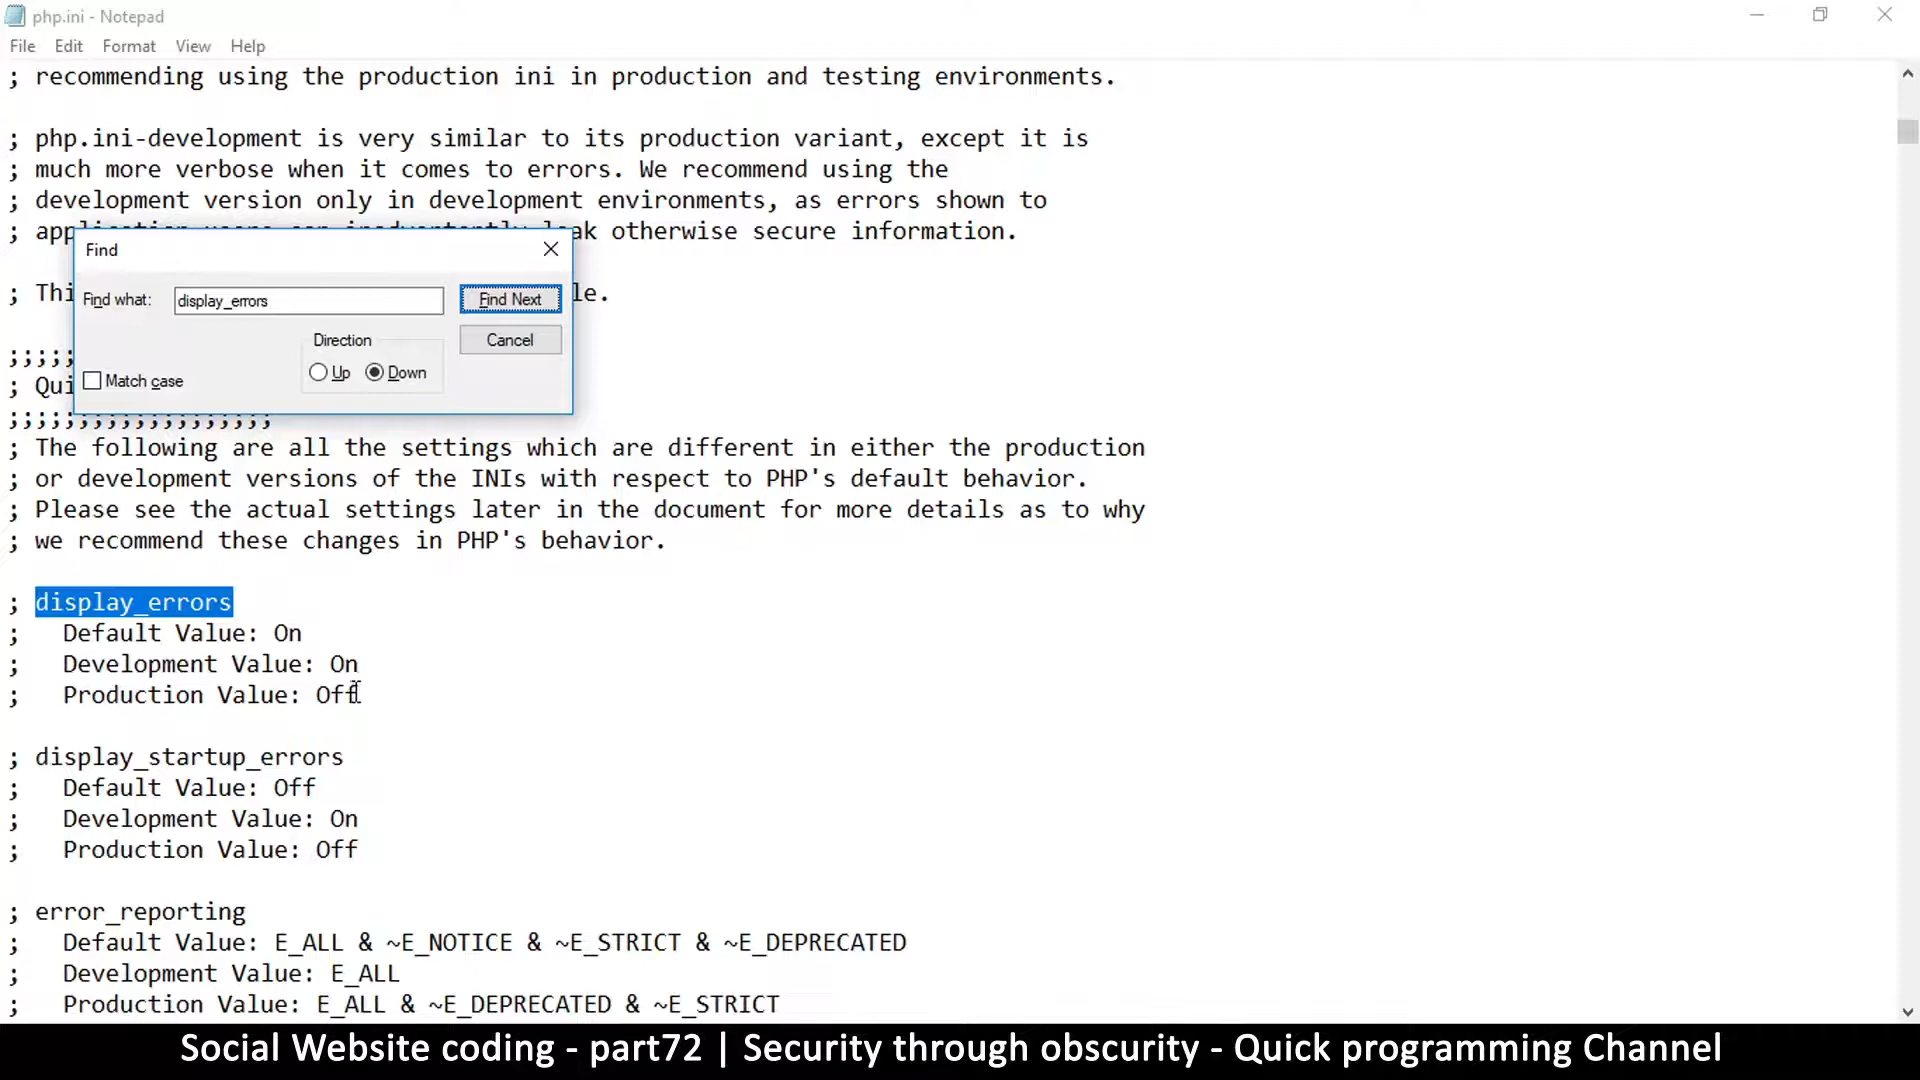 php.ini - Notepad
File Edit Format View Help
; recommending using the production ini in production and testing environments.
; php.ini-development is very similar to its production variant, except it is
; much more verbose when it comes to errors. We recommend using the
; development version only in development environments, as errors shown to
; app ak otherwise secure information.
Find
; Thi le.
Find what: display_errors Find Next
Direction Cancel
Up Down
Match case
;;;;;
; Qui
;;;;;;;;;;;;;;;;;;;
; The following are all the settings which are different in either the production
; or development versions of the INIs with respect to PHP's default behavior.
; Please see the actual settings later in the document for more details as to why
; we recommend these changes in PHP's behavior.
; display_errors
;   Default Value: On
;   Development Value: On
;   Production Value: Off
; display_startup_errors
;   Default Value: Off
;   Development Value: On
;   Production Value: Off
; error_reporting
;   Default Value: E_ALL & ~E_NOTICE & ~E_STRICT & ~E_DEPRECATED
;   Development Value: E_ALL
;   Production Value: E_ALL & ~E_DEPRECATED & ~E_STRICT
Social Website coding - part72 | Security through obscurity - Quick programming Channel